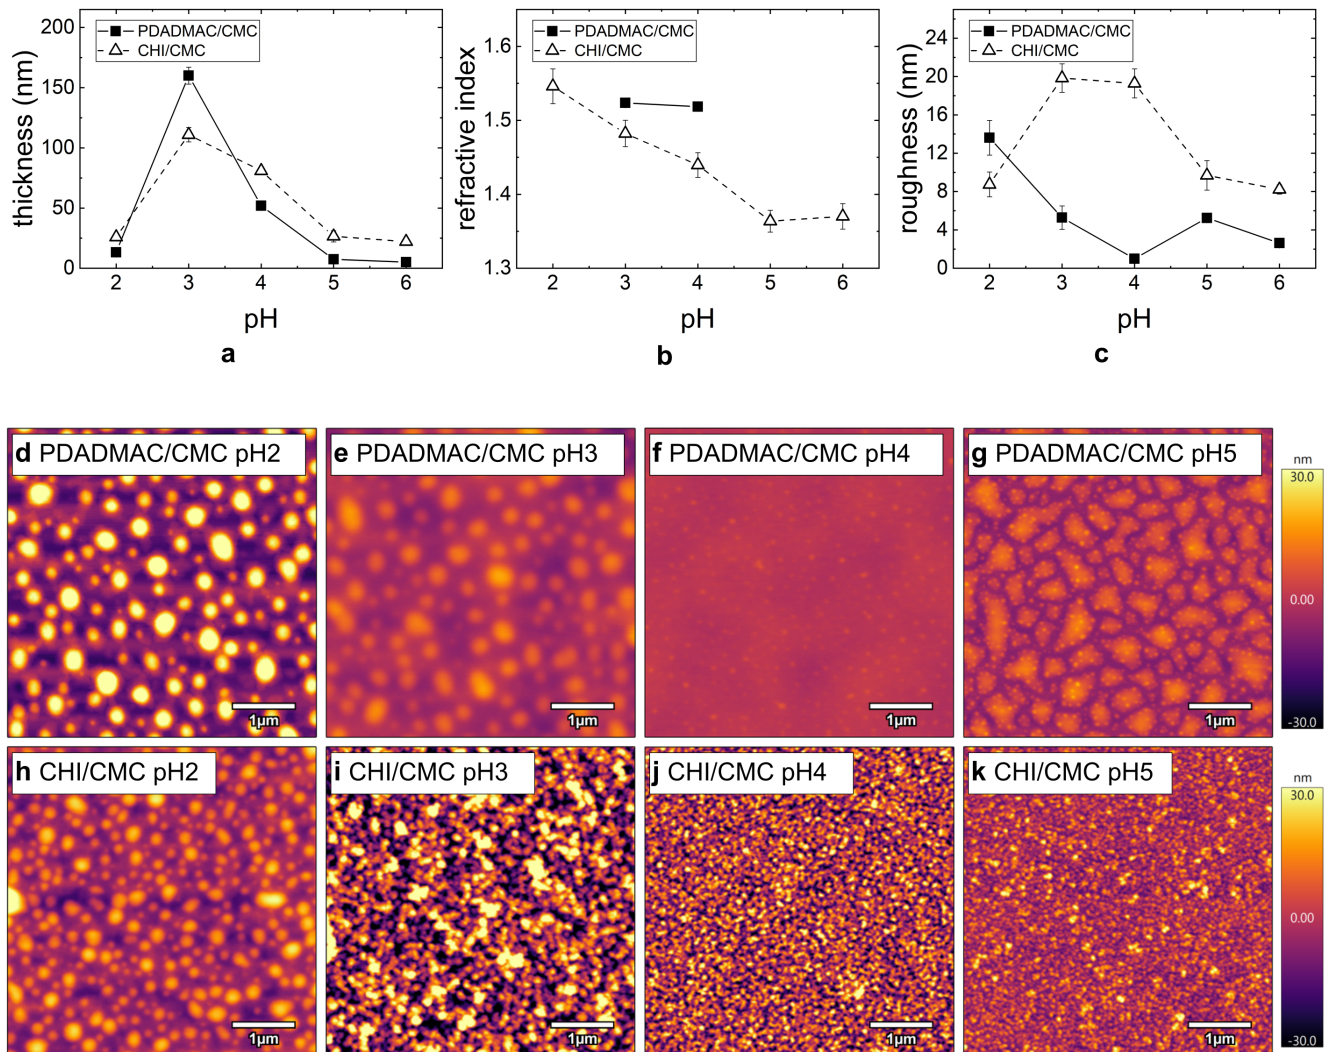 200
150
100
50
0
thickness (nm)
PDADMAC/CMC
CHI/CMC
2 3 4 5 6
pH
a
1.6
1.5
1.4
1.3
refractive index
PDADMAC/CMC
CHI/CMC
2 3 4 5 6
pH
b
24
20
16
12
8
4
0
roughness (nm)
PDADMAC/CMC
CHI/CMC
2 3 4 5 6
pH
c
d PDADMAC/CMC pH2
1µm
e PDADMAC/CMC pH3
1µm
f PDADMAC/CMC pH4
1µm
g PDADMAC/CMC pH5
1µm
nm
30.0
0.00
-30.0
h CHI/CMC pH2
1µm
i CHI/CMC pH3
1µm
j CHI/CMC pH4
1µm
k CHI/CMC pH5
1µm
nm
30.0
0.00
-30.0